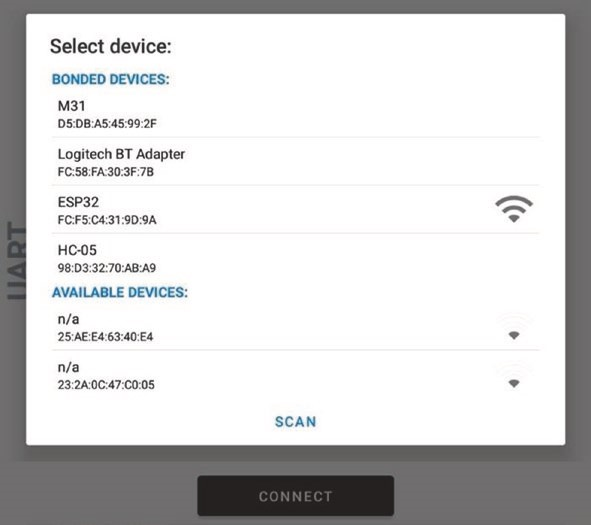 Select device:
BONDED DEVICES:
M31
D5:DB:A5:45:99:2F
Logitech BT Adapter
FC:58:FA:30:3F:7B
ESP32
FC:F5:C4:31:9D:9A
HC-05
98:D3:32:70:AB:A9
AVAILABLE DEVICES:
n/a
25:AE:E4:63:40:E4
n/a
23:2A:0C:47:C0:05
SCAN
CONNECT
UART